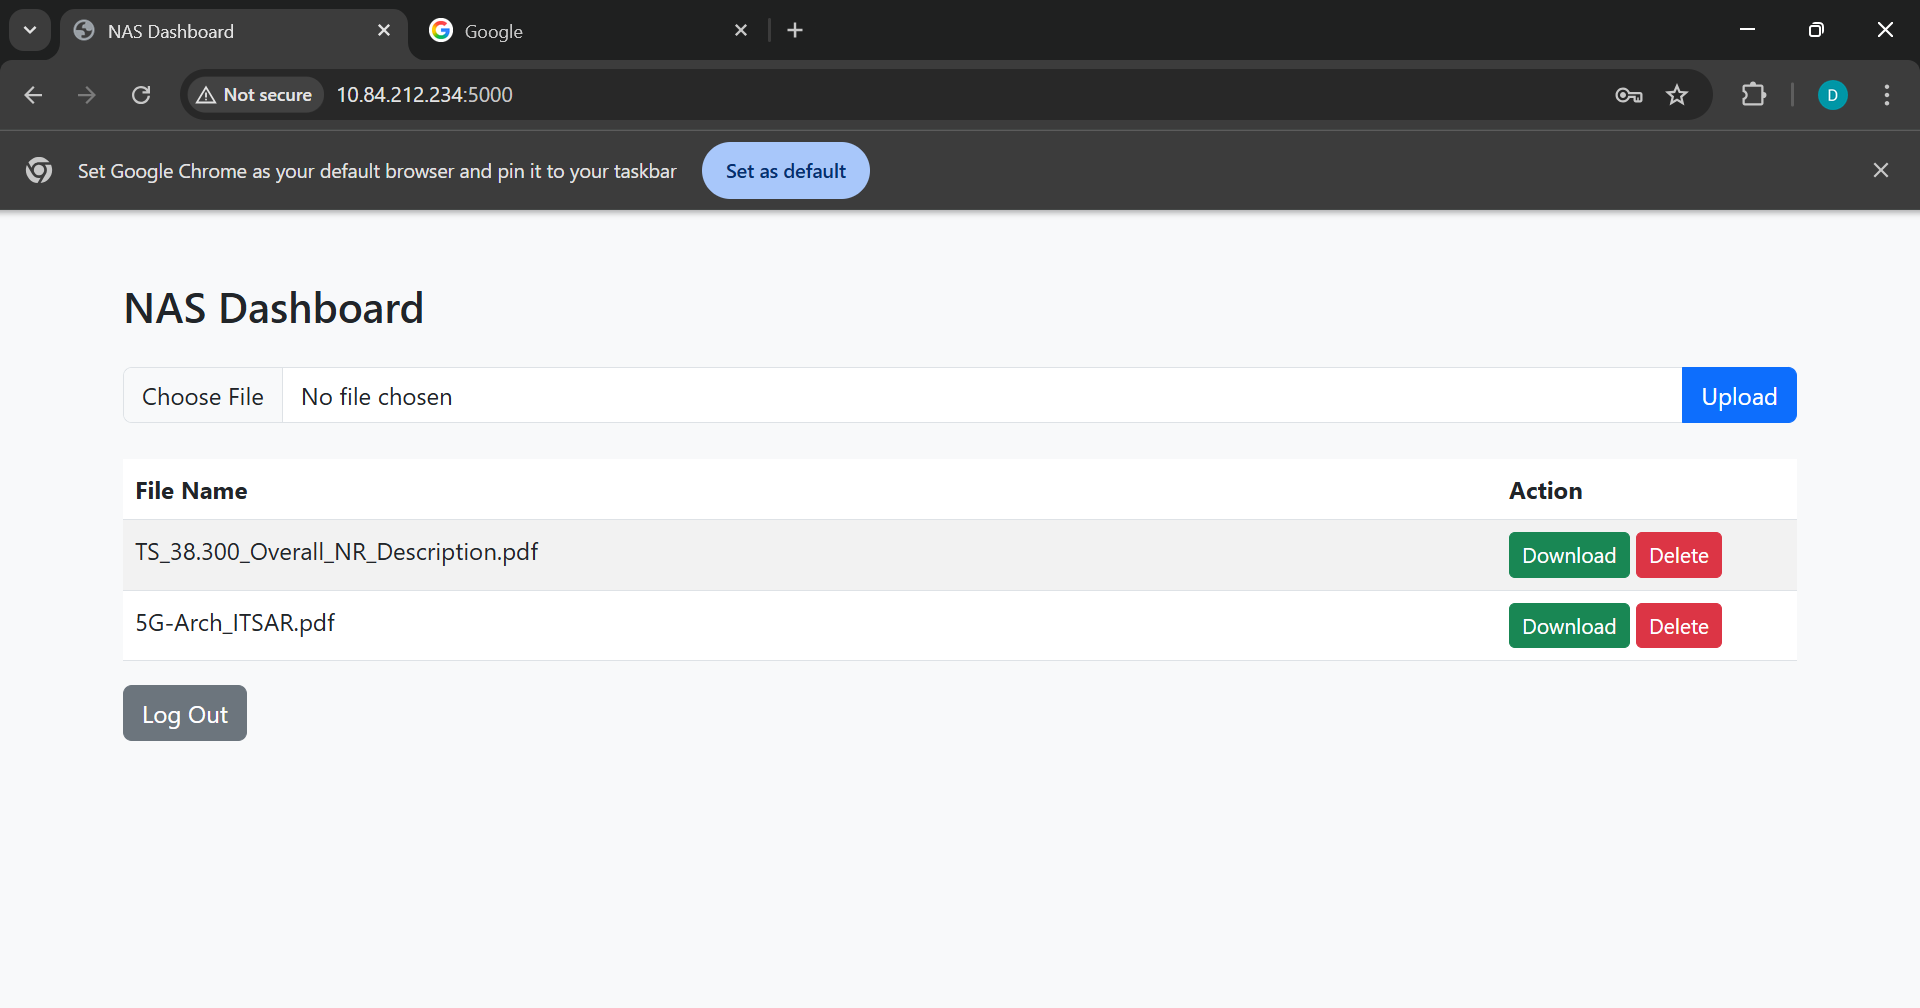 NAS Dashboard
Google
Not secure
10.84.212.234:5000
D
Set Google Chrome as your default browser and pin it to your taskbar
Set as default
NAS Dashboard
Choose File
No file chosen
Upload
File Name
Action
TS_38.300_Overall_NR_Description.pdf
Download
Delete
5G-Arch_ITSAR.pdf
Download
Delete
Log Out